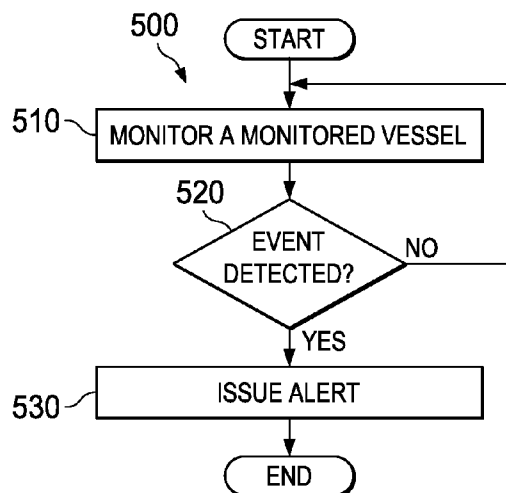 500
START
510
MONITOR A MONITORED VESSEL
520
EVENT
DETECTED?
NO
YES
530
ISSUE ALERT
END